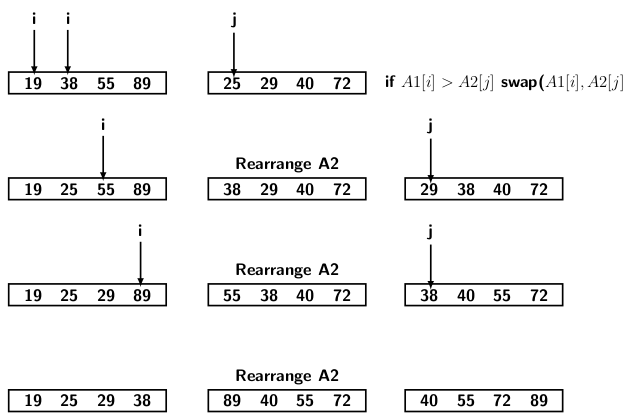 i i j
19 38 55 89 25 29 40 72 if A1[i] > A2[j] swap(A1[i], A2[j]
i j
Rearrange A2
19 25 55 89 38 29 40 72 29 38 40 72
i j
Rearrange A2
19 25 29 89 55 38 40 72 38 40 55 72
Rearrange A2
19 25 29 38 89 40 55 72 40 55 72 89